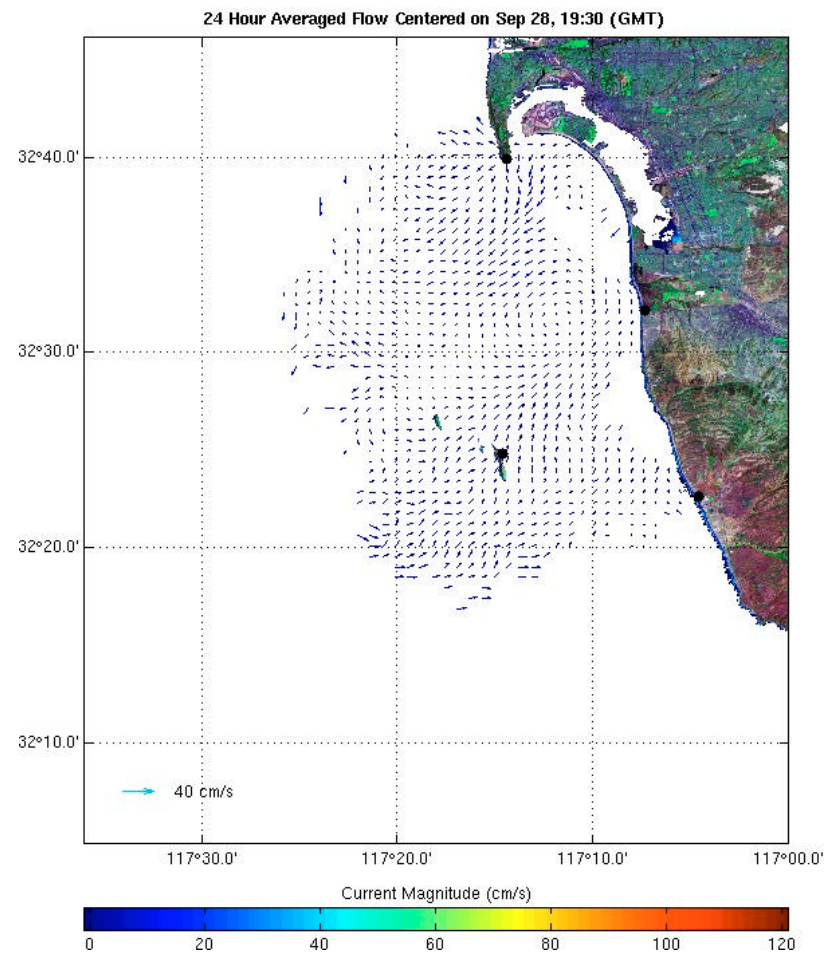 24 Hour Averaged Flow Centered on Sep 28, 19:30 (GMT)
32°40.0'
32°30.0'
32°20.0'
32°10.0'
40 cm/s
117°30.0' 117°20.0' 117°10.0' 117°00.0'
Current Magnitude (cm/s)
0 20 40 60 80 100 120